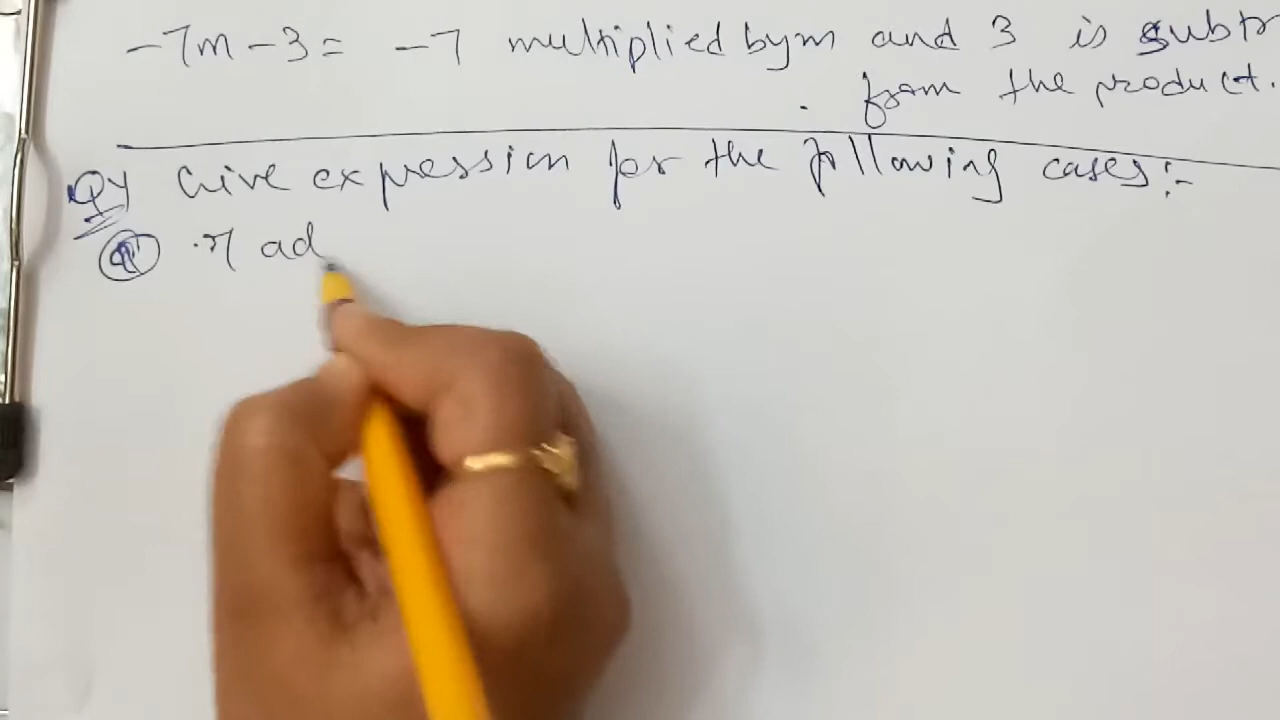 -7m - 3 = -7 multiplied by m and 3 is subtr
from the product.
Q4 Give expression for the following cases:-
(a) 7 ad